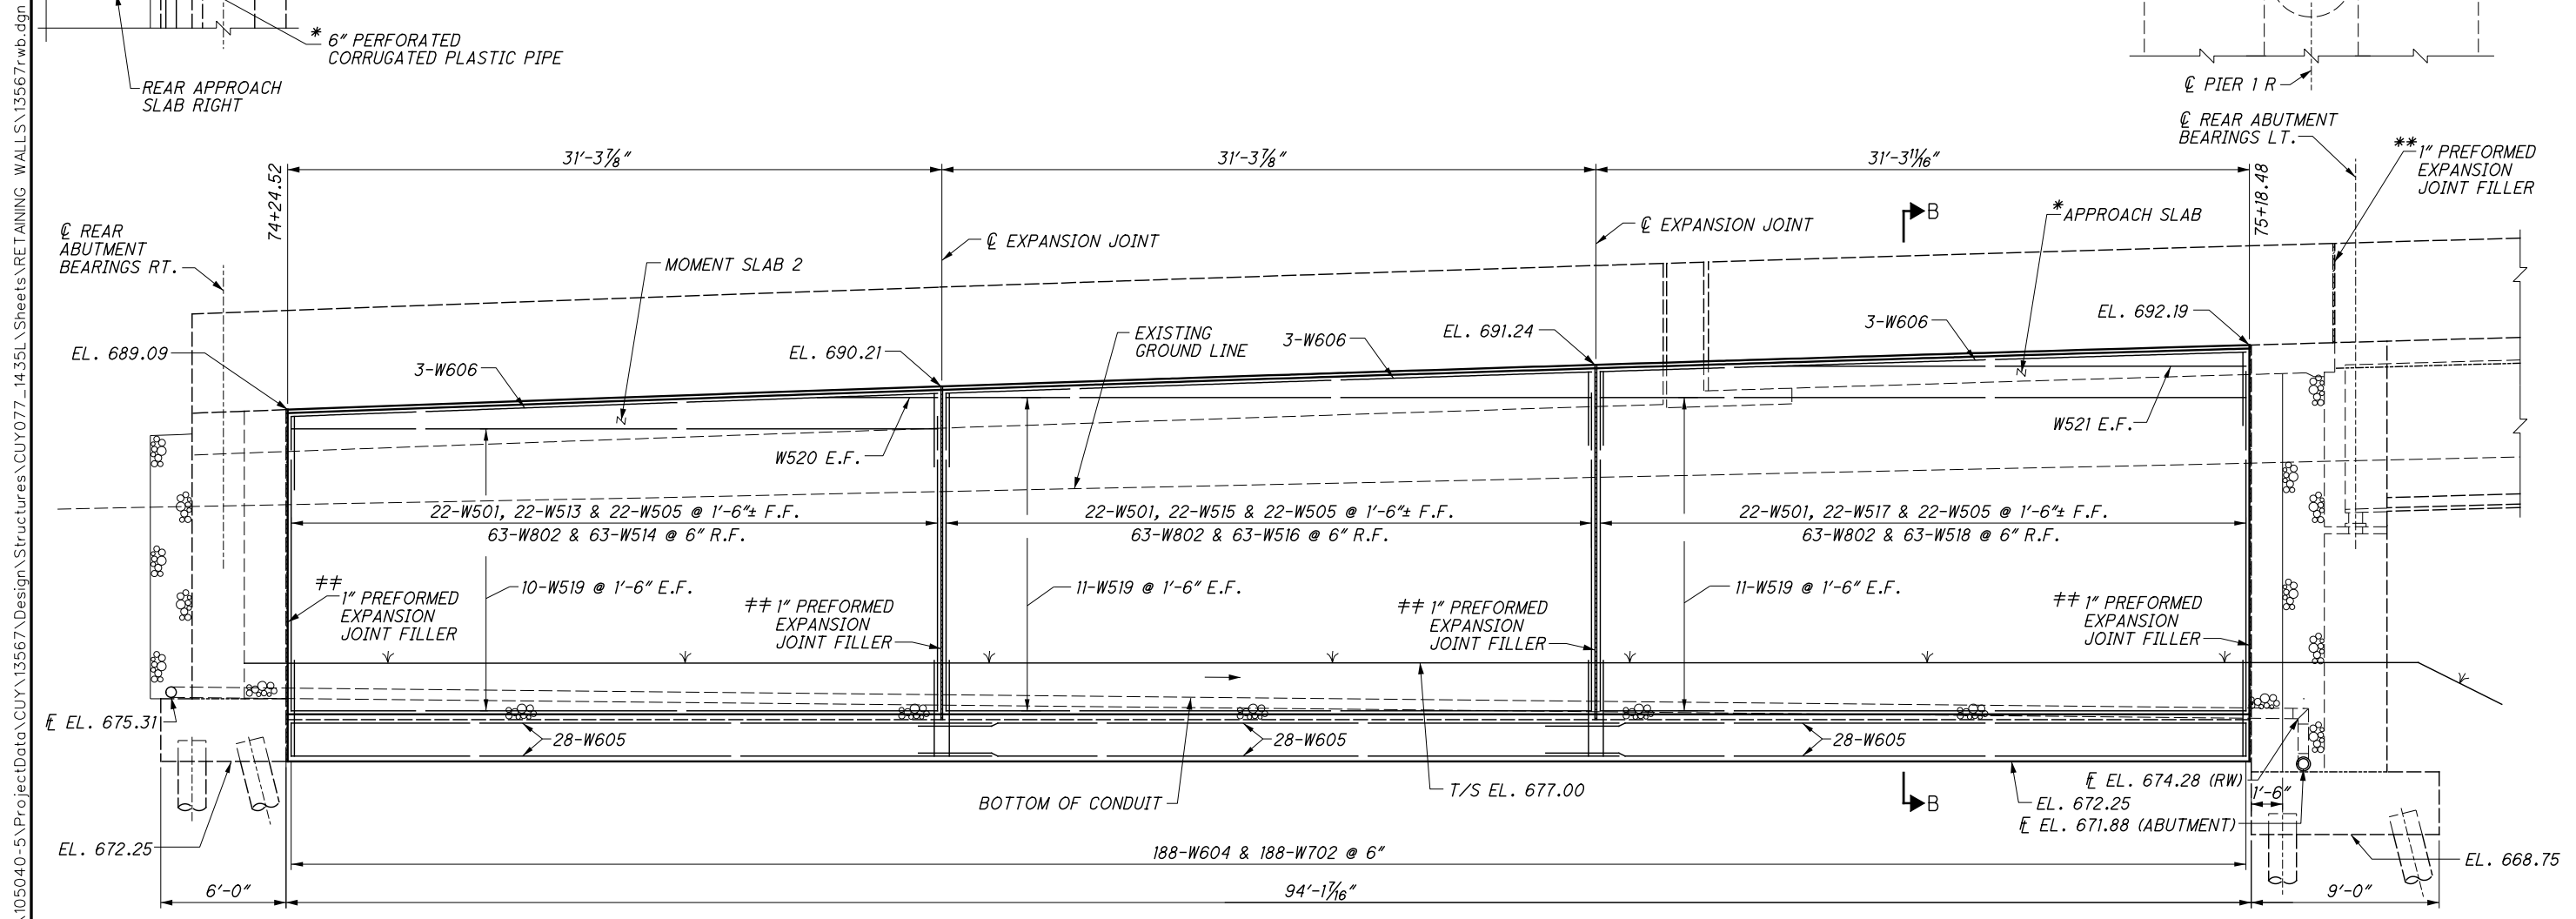 \105040-5\ProjectData\CUY\13567\Design\Structures\CUY077_1435L\Sheets\RETAINING WALLS\13567rwb.dgn
* 6" PERFORATED
CORRUGATED PLASTIC PIPE
REAR APPROACH
SLAB RIGHT
℄ PIER 1 R
℄ REAR ABUTMENT
BEARINGS LT.
** 1" PREFORMED
EXPANSION
JOINT FILLER
31'-3⅞"
31'-3⅞"
31'-3 11/16"
74+24.52
75+18.48
B
* APPROACH SLAB
℄ REAR
ABUTMENT
BEARINGS RT.
℄ EXPANSION JOINT
℄ EXPANSION JOINT
MOMENT SLAB 2
EXISTING
GROUND LINE
EL. 689.09
EL. 690.21
EL. 691.24
EL. 692.19
3-W606
3-W606
3-W606
W520 E.F.
W521 E.F.
22-W501, 22-W513 & 22-W505 @ 1'-6"± F.F.
63-W802 & 63-W514 @ 6" R.F.
22-W501, 22-W515 & 22-W505 @ 1'-6"± F.F.
63-W802 & 63-W516 @ 6" R.F.
22-W501, 22-W517 & 22-W505 @ 1'-6"± F.F.
63-W802 & 63-W518 @ 6" R.F.
10-W519 @ 1'-6" E.F.
11-W519 @ 1'-6" E.F.
11-W519 @ 1'-6" E.F.
‡‡ 1" PREFORMED
EXPANSION
JOINT FILLER
‡‡ 1" PREFORMED
EXPANSION
JOINT FILLER
‡‡ 1" PREFORMED
EXPANSION
JOINT FILLER
‡‡ 1" PREFORMED
EXPANSION
JOINT FILLER
FL EL. 675.31
28-W605
28-W605
28-W605
BOTTOM OF CONDUIT
T/S EL. 677.00
B
FL EL. 674.28 (RW)
EL. 672.25
1'-6"
FL EL. 671.88 (ABUTMENT)
EL. 672.25
EL. 668.75
188-W604 & 188-W702 @ 6"
6'-0"
94'-1 7/16"
9'-0"